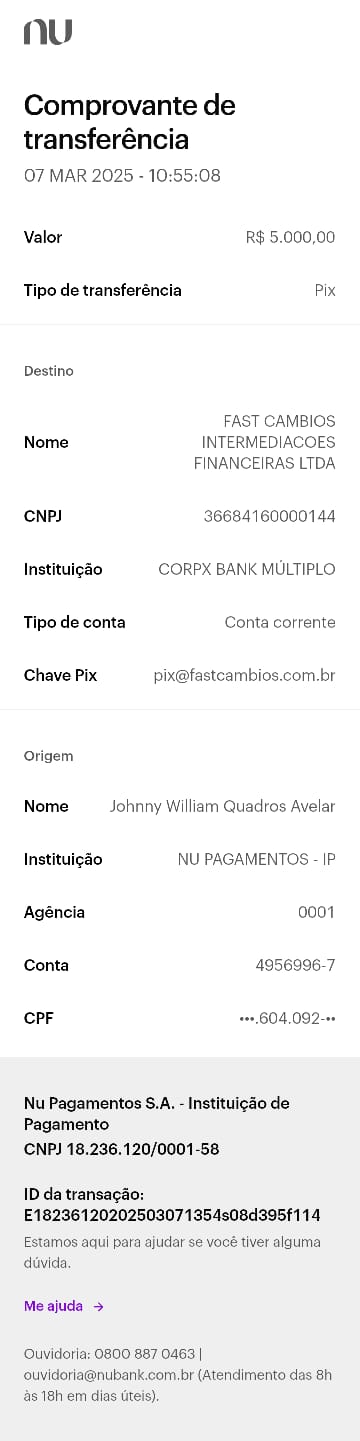 nu
Comprovante de
transferência
07 MAR 2025 - 10:55:08
Valor R$ 5.000,00
Tipo de transferência Pix
Destino
Nome FAST CAMBIOS
INTERMEDIACOES
FINANCEIRAS LTDA
CNPJ 36684160000144
Instituição CORPX BANK MÚLTIPLO
Tipo de conta Conta corrente
Chave Pix pix@fastcambios.com.br
Origem
Nome Johnny William Quadros Avelar
Instituição NU PAGAMENTOS - IP
Agência 0001
Conta 4956996-7
CPF •••.604.092-••
Nu Pagamentos S.A. - Instituição de
Pagamento
CNPJ 18.236.120/0001-58
ID da transação:
E18236120202503071354s08d395f114
Estamos aqui para ajudar se você tiver alguma
dúvida.
Me ajuda →
Ouvidoria: 0800 887 0463 |
ouvidoria@nubank.com.br (Atendimento das 8h
às 18h em dias úteis).